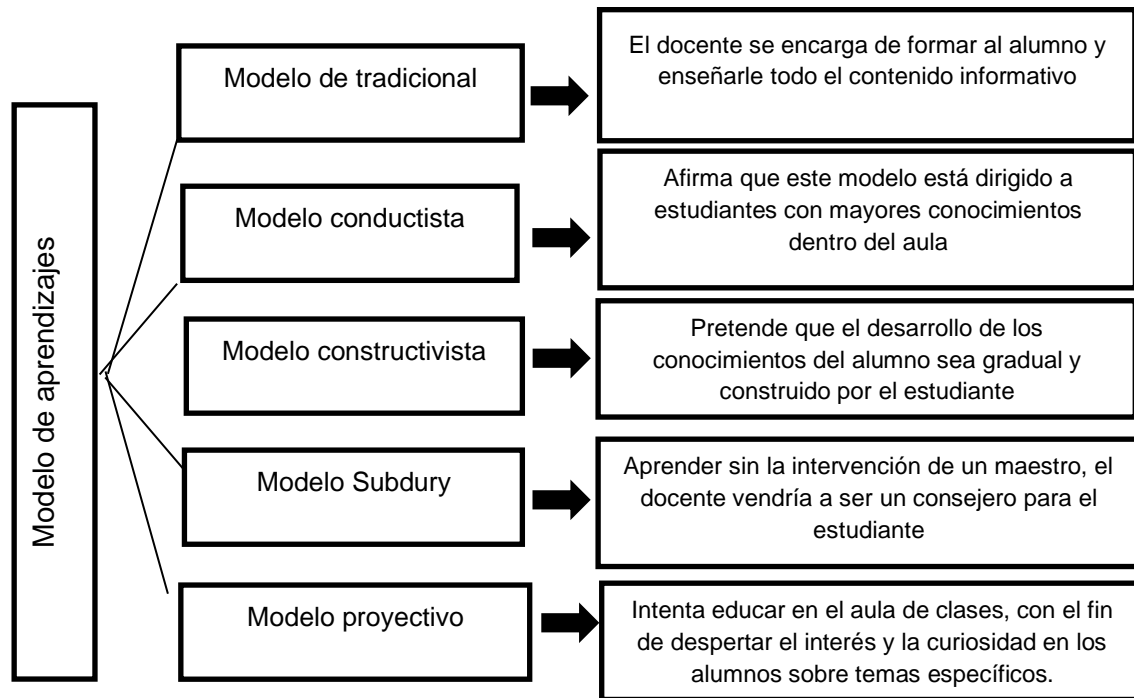 Modelo de aprendizajes
Modelo de tradicional
El docente se encarga de formar al alumno y
enseñarle todo el contenido informativo
Modelo conductista
Afirma que este modelo está dirigido a
estudiantes con mayores conocimientos
dentro del aula
Modelo constructivista
Pretende que el desarrollo de los
conocimientos del alumno sea gradual y
construido por el estudiante
Modelo Subdury
Aprender sin la intervención de un maestro, el
docente vendría a ser un consejero para el
estudiante
Modelo proyectivo
Intenta educar en el aula de clases, con el fin
de despertar el interés y la curiosidad en los
alumnos sobre temas específicos.